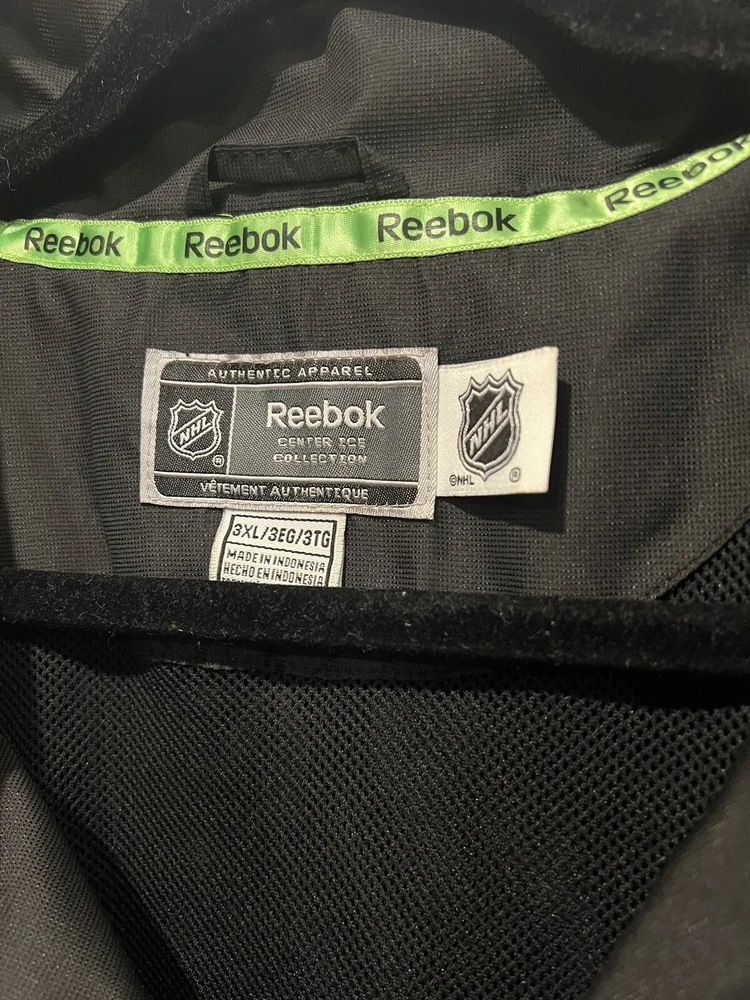 Reebok Reebok Reebok Reebok
AUTHENTIC APPAREL
NHL
®
Reebok
CENTER ICE
COLLECTION
VÊTEMENT AUTHENTIQUE
NHL
©NHL ®
3XL/3EG/3TG
MADE IN INDONESIA
HECHO EN INDONESIA